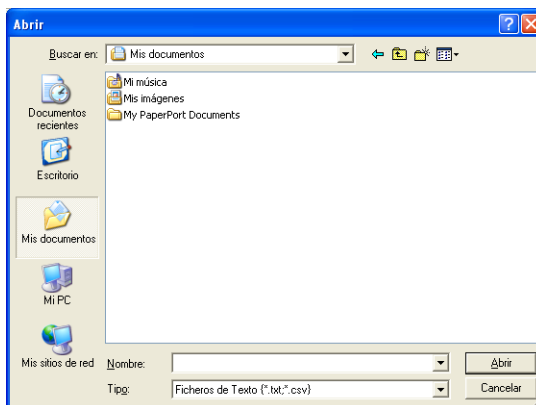 Abrir
Buscar en:
Mis documentos
Mi música
Mis imágenes
My PaperPort Documents
Documentos
recientes
Escritorio
Mis documentos
Mi PC
Mis sitios de red
Nombre:
Abrir
Tipo:
Ficheros de Texto {*.txt;*.csv}
Cancelar